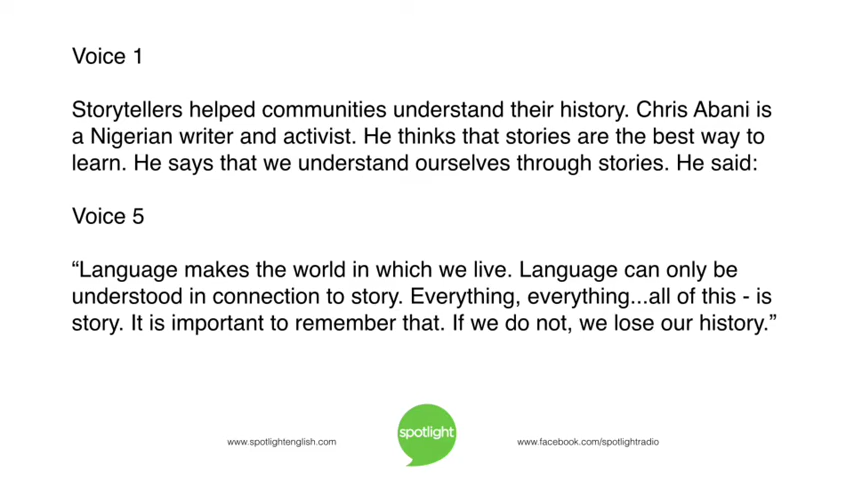 Voice 1
Storytellers helped communities understand their history. Chris Abani is
a Nigerian writer and activist. He thinks that stories are the best way to
learn. He says that we understand ourselves through stories. He said:
Voice 5
“Language makes the world in which we live. Language can only be
understood in connection to story. Everything, everything...all of this - is
story. It is important to remember that. If we do not, we lose our history.”
www.spotlightenglish.com
spotlight
www.facebook.com/spotlightradio